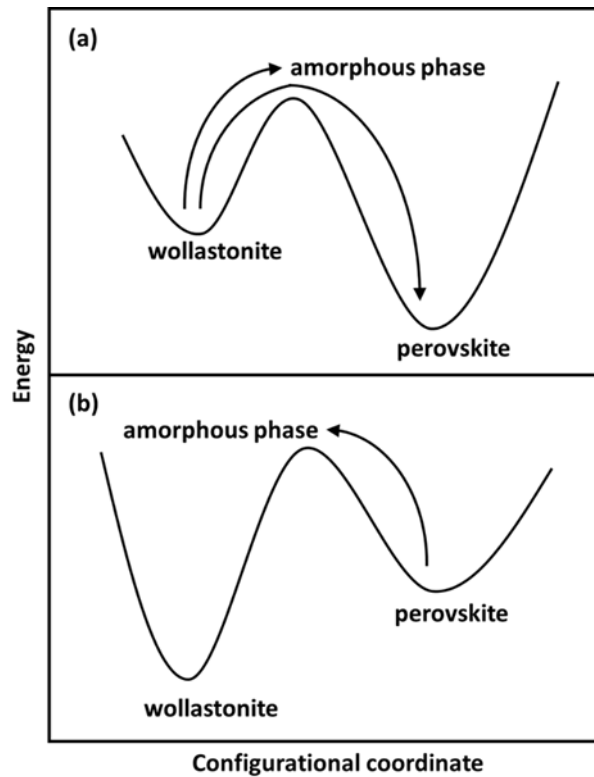 (a)
amorphous phase
wollastonite
perovskite
Energy
(b)
amorphous phase
perovskite
wollastonite
Configurational coordinate